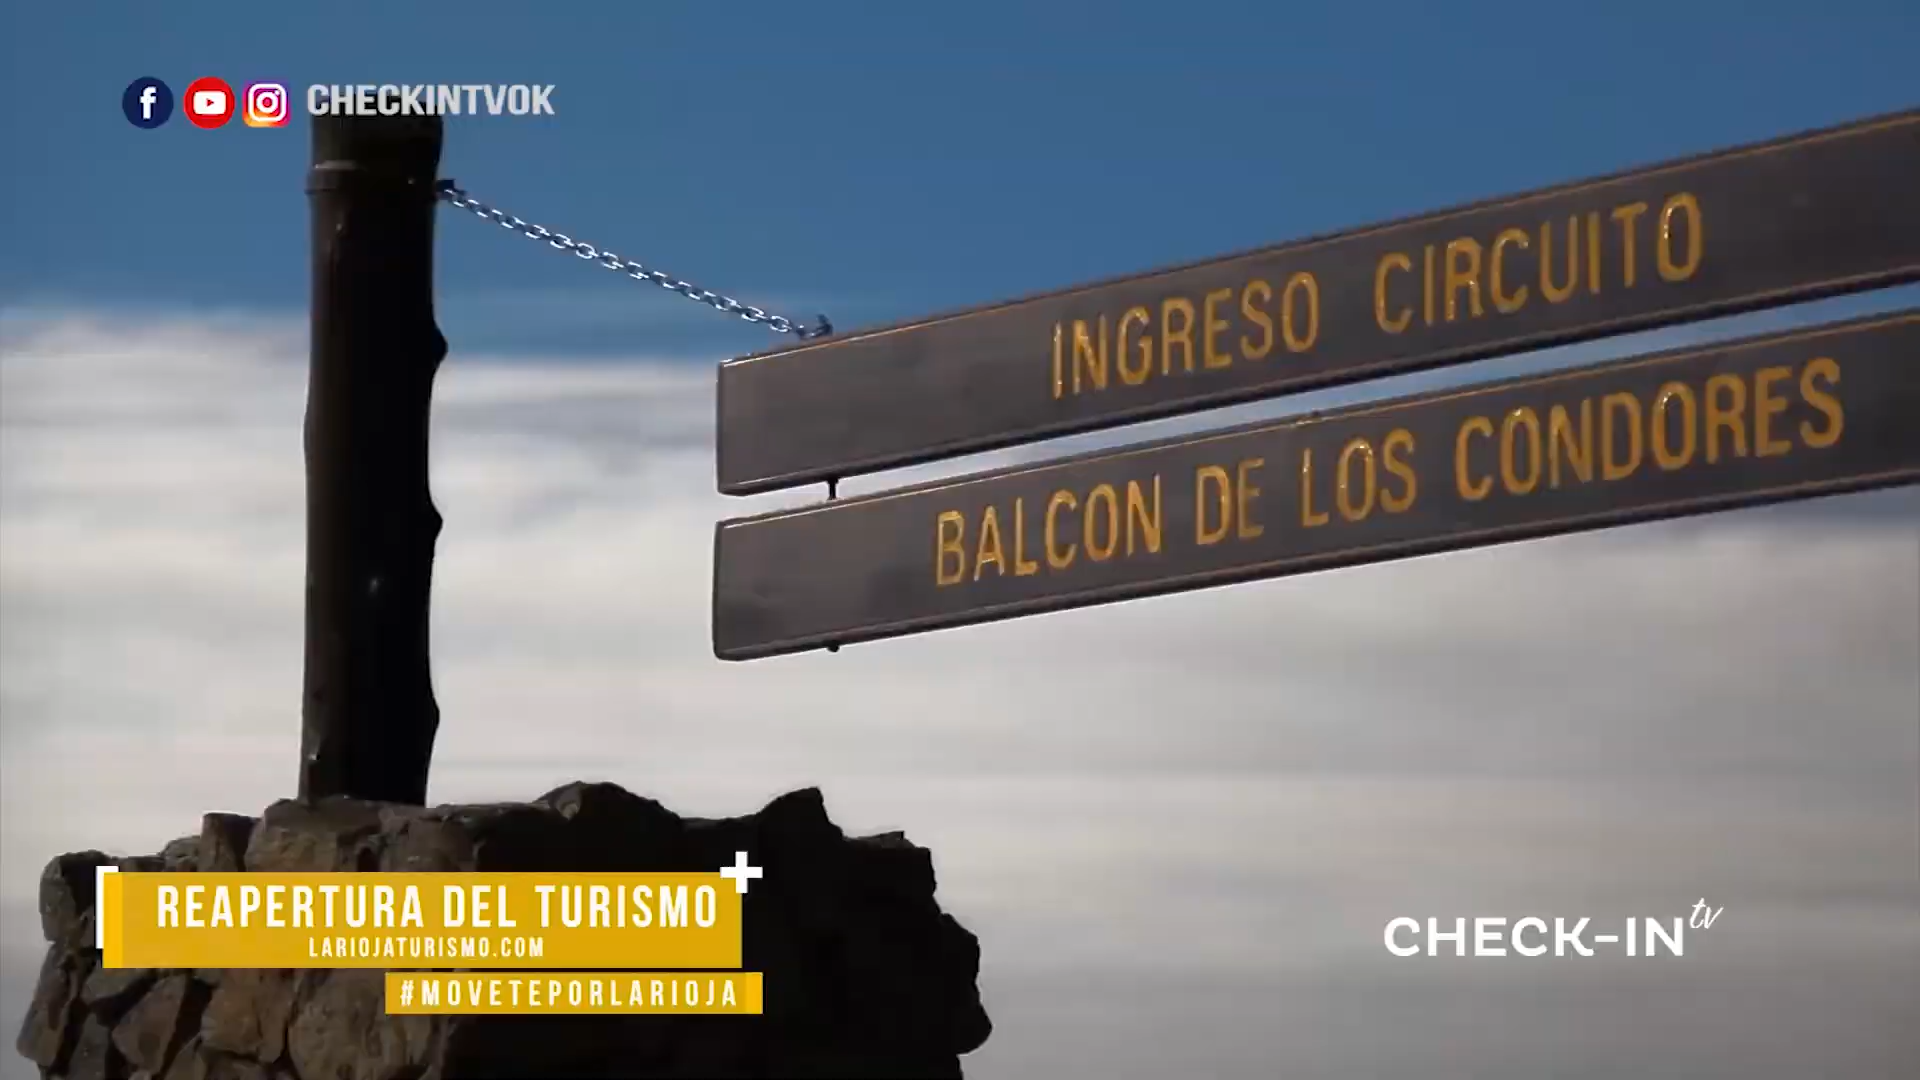 CHECKINTVOK
INGRESO CIRCUITO
BALCON DE LOS CONDORES
REAPERTURA DEL TURISMO
LARIOJATURISMO.COM
#MOVETEPORLARIOJA
CHECK-IN tv